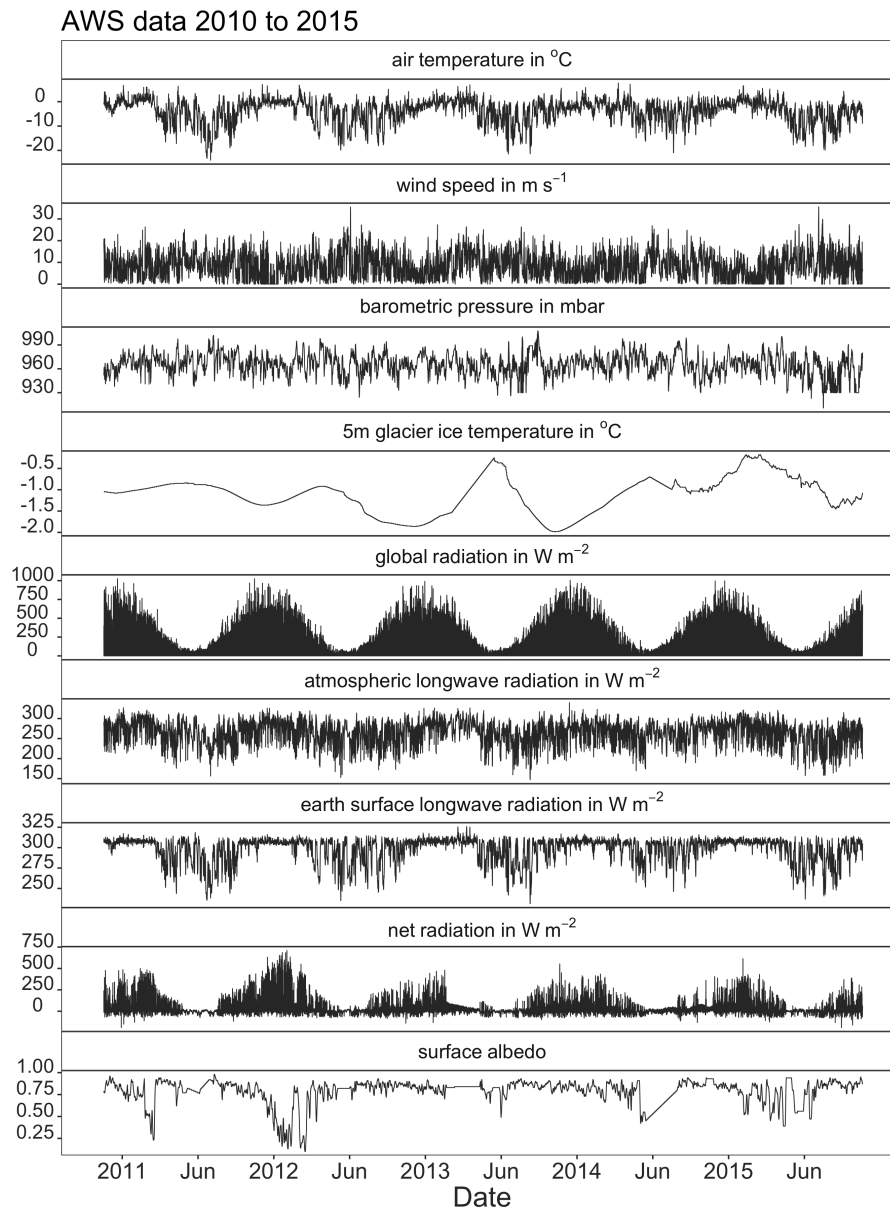 AWS data 2010 to 2015
air temperature in °C
0
-10
-20
wind speed in m s⁻¹
30
20
10
0
barometric pressure in mbar
990
960
930
5m glacier ice temperature in °C
-0.5
-1.0
-1.5
-2.0
global radiation in W m⁻²
1000
750
500
250
0
atmospheric longwave radiation in W m⁻²
300
250
200
150
earth surface longwave radiation in W m⁻²
325
300
275
250
net radiation in W m⁻²
750
500
250
0
surface albedo
1.00
0.75
0.50
0.25
2011 Jun 2012 Jun 2013 Jun 2014 Jun 2015 Jun
Date